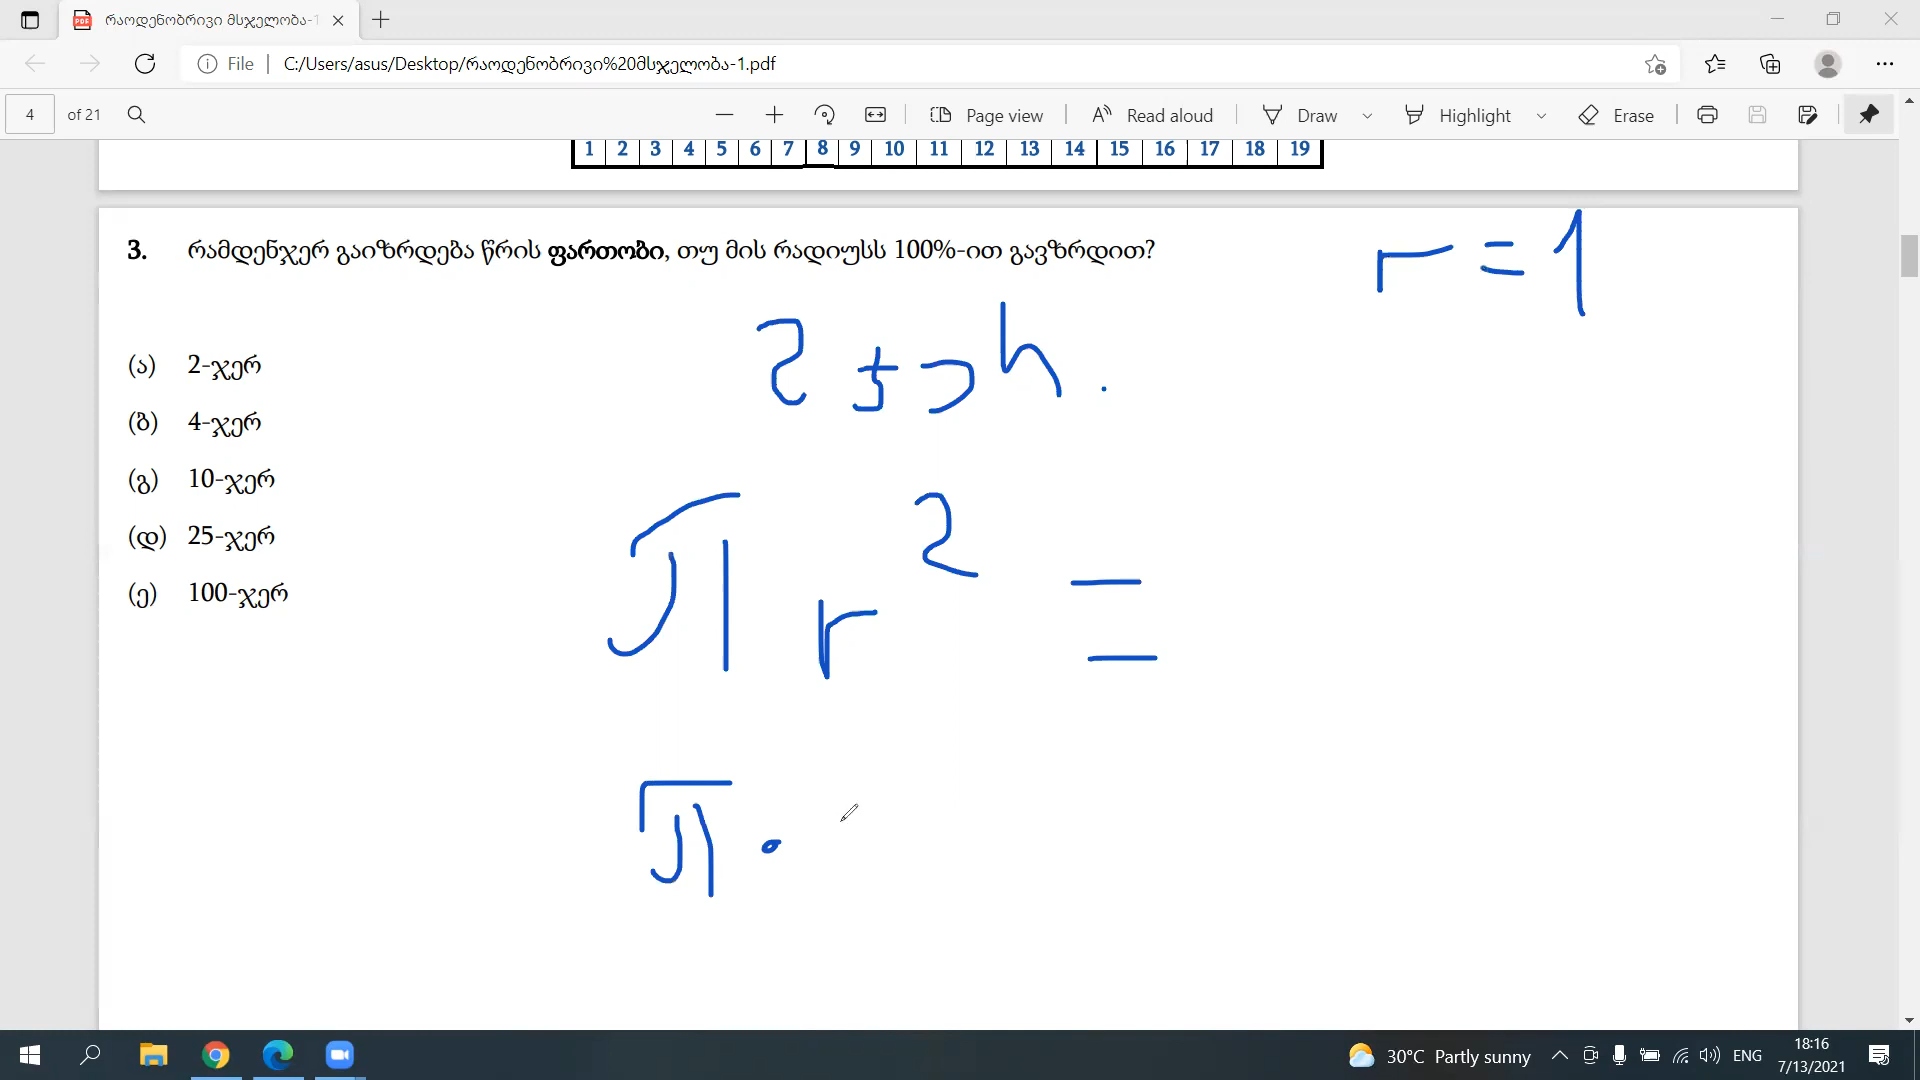 რაოდენობრივი მსჯელობა-1
File C:/Users/asus/Desktop/რაოდენობრივი%20მსჯელობა-1.pdf
4 of 21 Page view Read aloud Draw Highlight Erase
1 2 3 4 5 6 7 8 9 10 11 12 13 14 15 16 17 18 19
3. რამდენჯერ გაიზრდება წრის ფართობი, თუ მის რადიუსს 100%-ით გავზრდით?
r = 1
(ა) 2-ჯერ
(ბ) 4-ჯერ
(გ) 10-ჯერ
(დ) 25-ჯერ
(ე) 100-ჯერ
π r² =
π ·
30°C Partly sunny ENG 18:16
7/13/2021